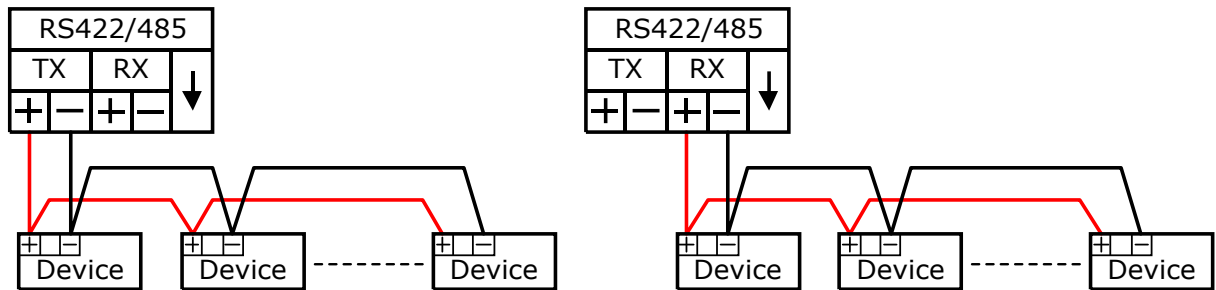 RS422/485
TX RX ↓
+ − + −
+ − + − + −
Device Device Device
RS422/485
TX RX ↓
+ − + −
+ − + − + −
Device Device Device